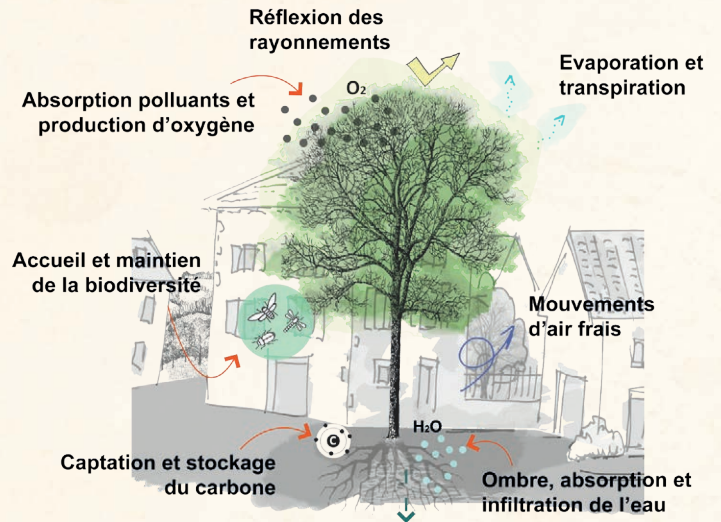 Réflexion des
rayonnements
Evaporation et
transpiration
O₂
Absorption polluants et
production d'oxygène
Accueil et maintien
de la biodiversité
Mouvements
d'air frais
H₂O
C
Captation et stockage
du carbone
Ombre, absorption et
infiltration de l'eau